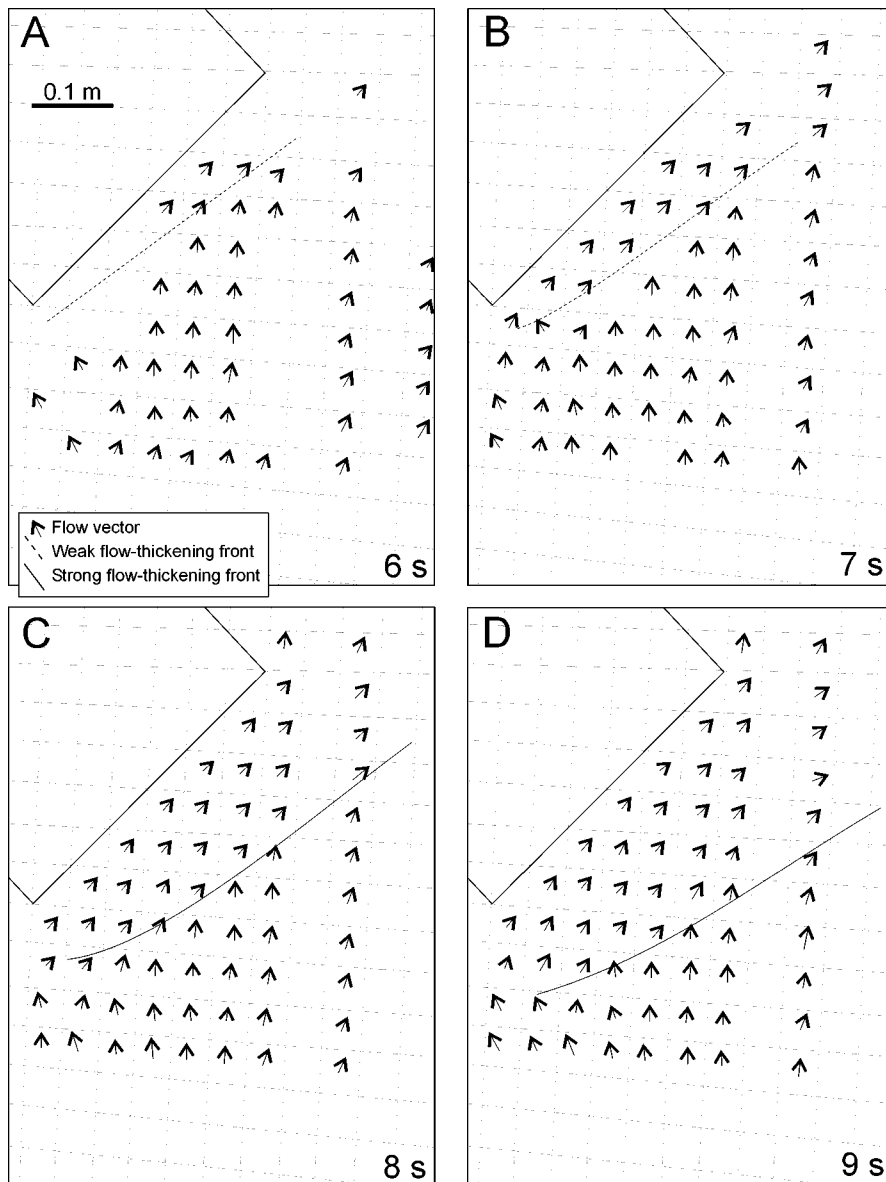 A
B
0.1 m
Flow vector
Weak flow-thickening front
Strong flow-thickening front
6 s
7 s
C
D
8 s
9 s